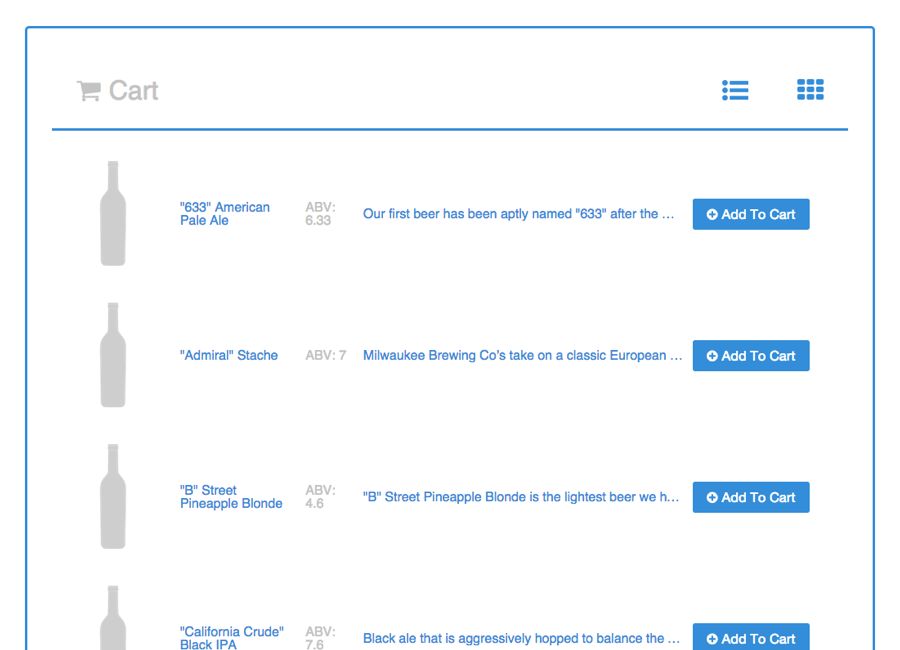 Cart
"633" American
Pale Ale
ABV:
6.33
Our first beer has been aptly named "633" after the ...
Add To Cart
"Admiral" Stache
ABV: 7
Milwaukee Brewing Co's take on a classic European ...
Add To Cart
"B" Street
Pineapple Blonde
ABV:
4.6
"B" Street Pineapple Blonde is the lightest beer we h...
Add To Cart
"California Crude"
Black IPA
ABV:
7.6
Black ale that is aggressively hopped to balance the ...
Add To Cart